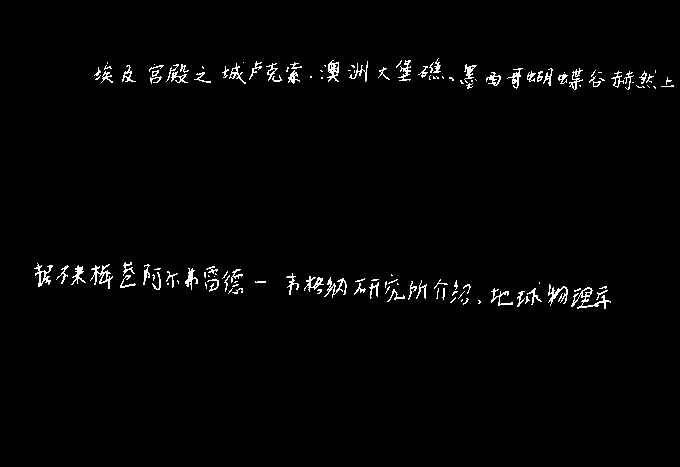 埃及宫殿之城卢克索.澳洲大堡礁、墨西哥蝴蝶谷赫然上
据不来梅港阿尔弗雷德-韦格纳研究所介绍、地球物理学